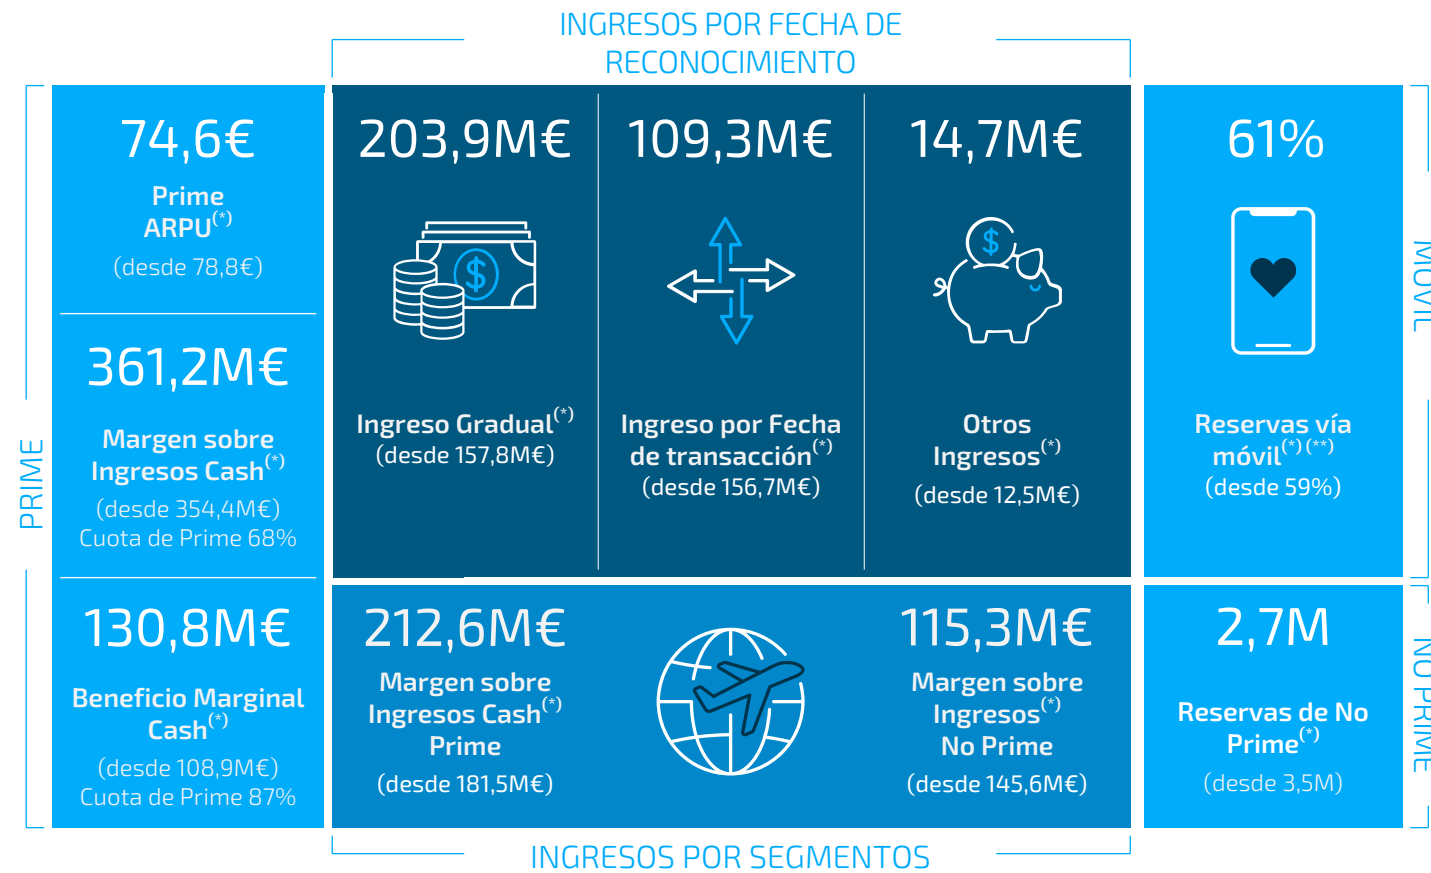 INGRESOS POR FECHA DE
RECONOCIMIENTO
PRIME
74,6€
Prime
ARPU(*)
(desde 78,8€)
361,2M€
Margen sobre
Ingresos Cash(*)
(desde 354,4M€)
Cuota de Prime 68%
130,8M€
Beneficio Marginal
Cash(*)
(desde 108,9M€)
Cuota de Prime 87%
203,9M€
$
Ingreso Gradual(*)
(desde 157,8M€)
109,3M€
Ingreso por Fecha
de transacción(*)
(desde 156,7M€)
14,7M€
$
Otros
Ingresos(*)
(desde 12,5M€)
61%
Reservas vía
móvil(*) (**)
(desde 59%)
MÓVIL
212,6M€
Margen sobre
Ingresos Cash(*)
Prime
(desde 181,5M€)
115,3M€
Margen sobre
Ingresos(*)
No Prime
(desde 145,6M€)
2,7M
Reservas de No
Prime(*)
(desde 3,5M)
NO PRIME
INGRESOS POR SEGMENTOS